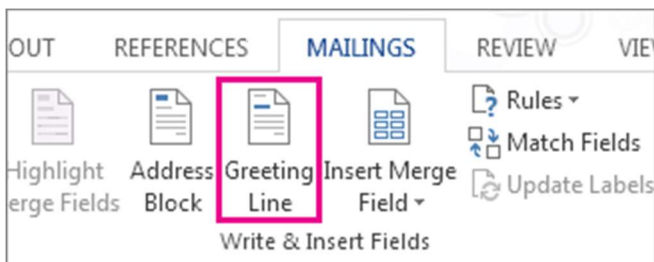 OUT REFERENCES MAILINGS REVIEW VIE
Highlight
erge Fields
Address
Block
Greeting
Line
Insert Merge
Field
Rules
Match Fields
Update Labels
Write & Insert Fields